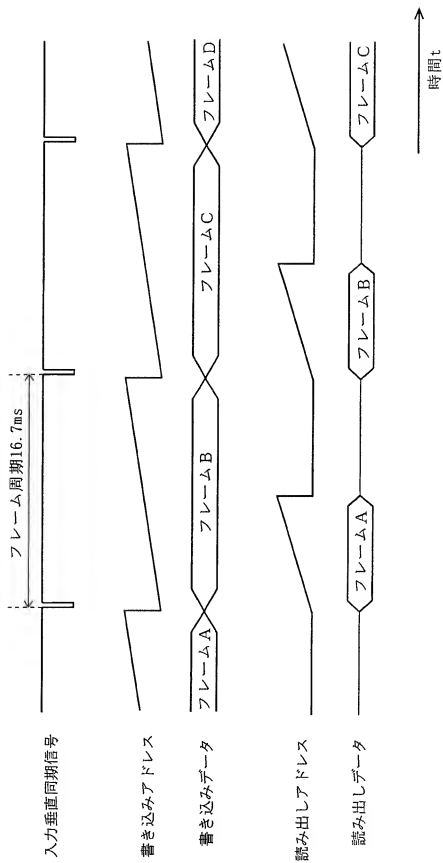 フレーム周期16.7ms
入力垂直同期信号
書き込みアドレス
書き込みデータ
フレームA
フレームB
フレームC
フレームD
読み出しアドレス
読み出しデータ
フレームA
フレームB
フレームC
時間t